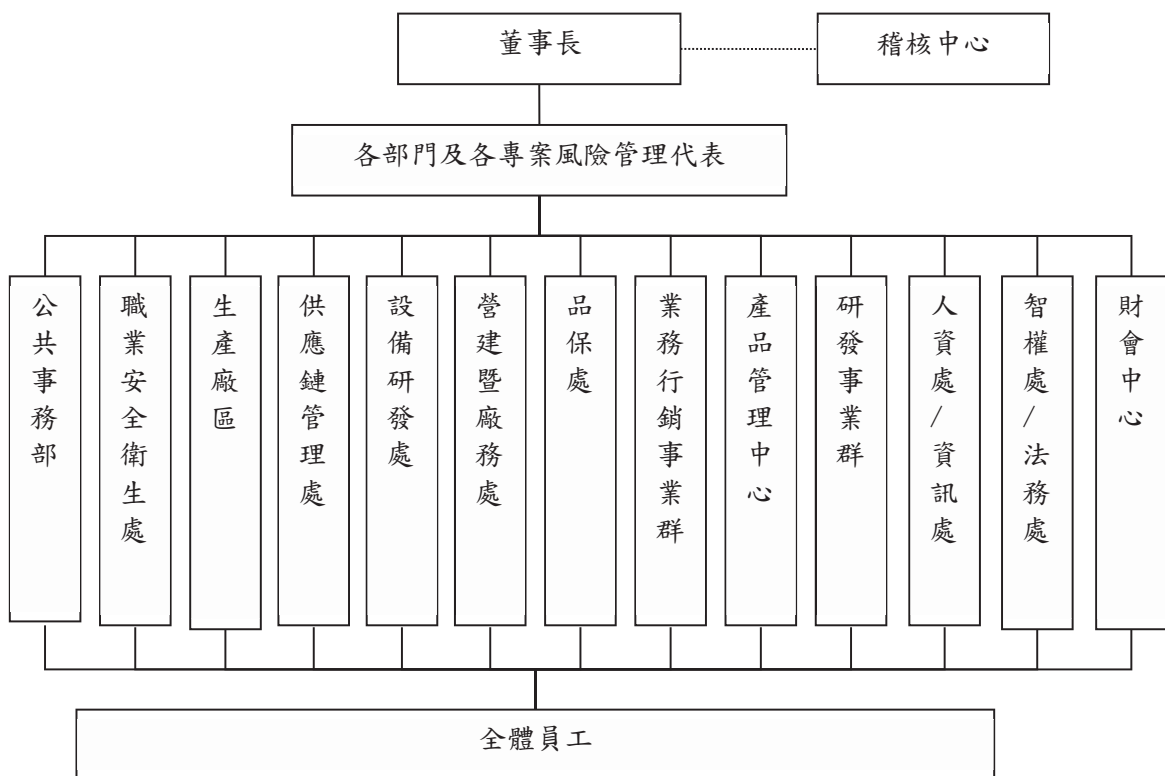 董事長
稽核中心
各部門及各專案風險管理代表
公共事務部
職業安全衛生處
生產廠區
供應鏈管理處
設備研發處
營建暨廠務處
品保處
業務行銷事業群
產品管理中心
研發事業群
人資處/資訊處
智權處/法務處
財會中心
全體員工